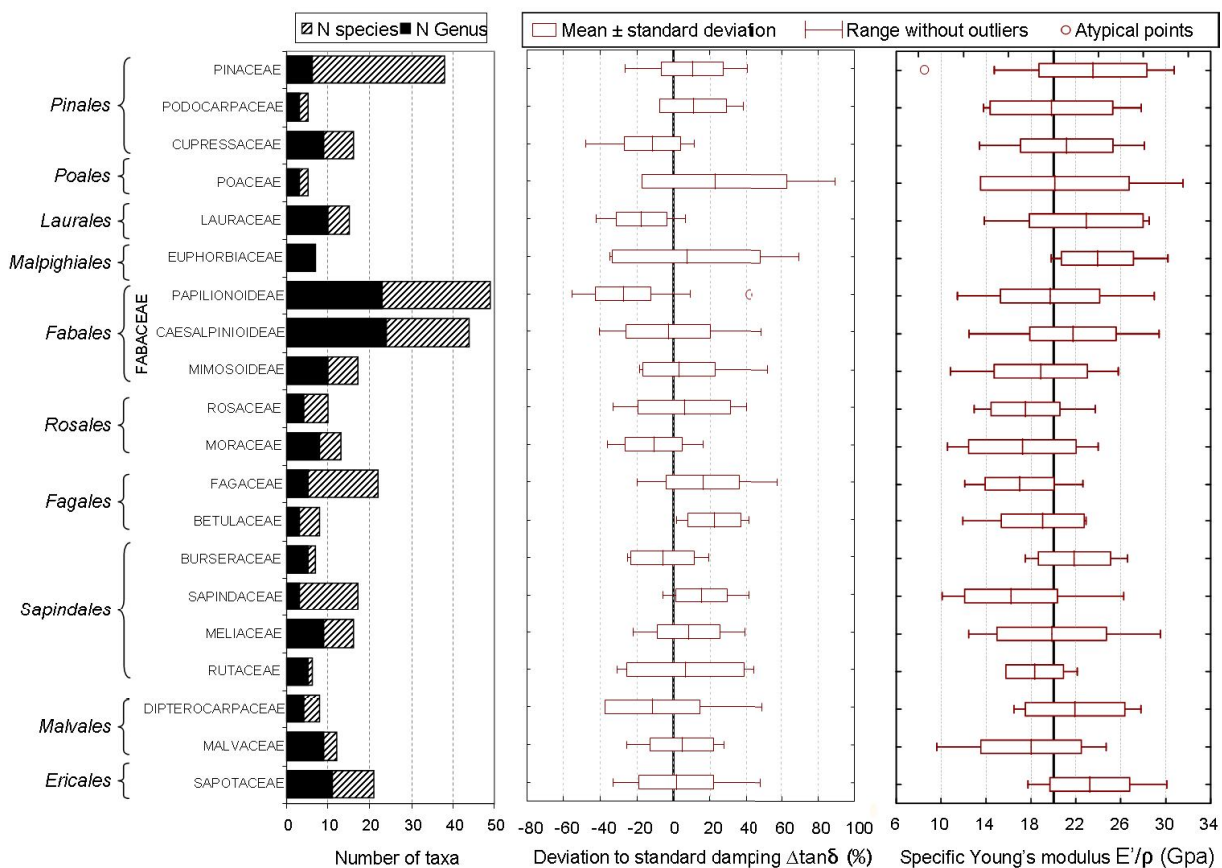 N species N Genus
Mean ± standard deviation Range without outliers Atypical points
Pinales
PINACEAE
PODOCARPACEAE
CUPRESSACEAE
Poales
POACEAE
Laurales
LAURACEAE
Malpighiales
EUPHORBIACEAE
Fabales
FABACEAE
PAPILIONOIDEAE
CAESALPINIOIDEAE
MIMOSOIDEAE
Rosales
ROSACEAE
MORACEAE
Fagales
FAGACEAE
BETULACEAE
Sapindales
BURSERACEAE
SAPINDACEAE
MELIACEAE
RUTACEAE
Malvales
DIPTEROCARPACEAE
MALVACEAE
Ericales
SAPOTACEAE
0 10 20 30 40 50
Number of taxa
-80 -60 -40 -20 0 20 40 60 80 100
Deviation to standard damping Δtanδ (%)
6 10 14 18 22 26 30 34
Specific Young's modulus E'/ρ (Gpa)